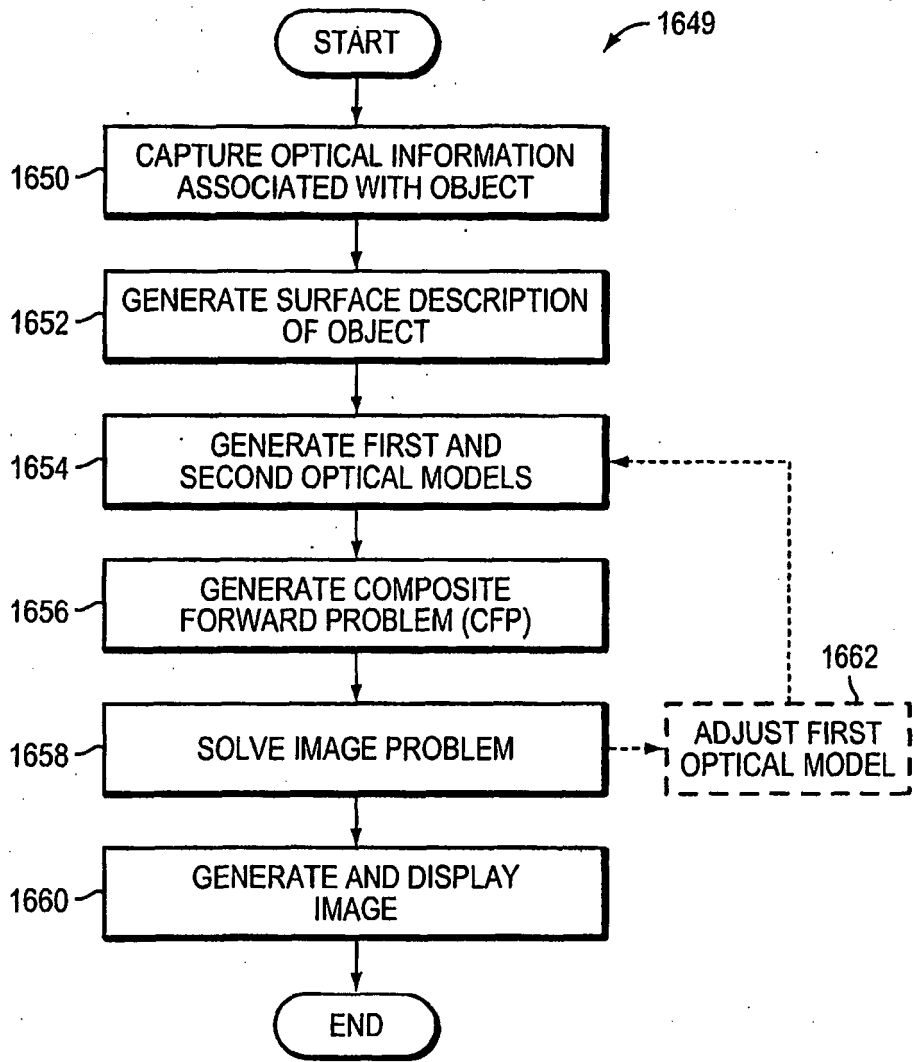 START
1649
1650
CAPTURE OPTICAL INFORMATION
ASSOCIATED WITH OBJECT
1652
GENERATE SURFACE DESCRIPTION
OF OBJECT
1654
GENERATE FIRST AND
SECOND OPTICAL MODELS
1656
GENERATE COMPOSITE
FORWARD PROBLEM (CFP)
1662
1658
SOLVE IMAGE PROBLEM
ADJUST FIRST
OPTICAL MODEL
1660
GENERATE AND DISPLAY
IMAGE
END